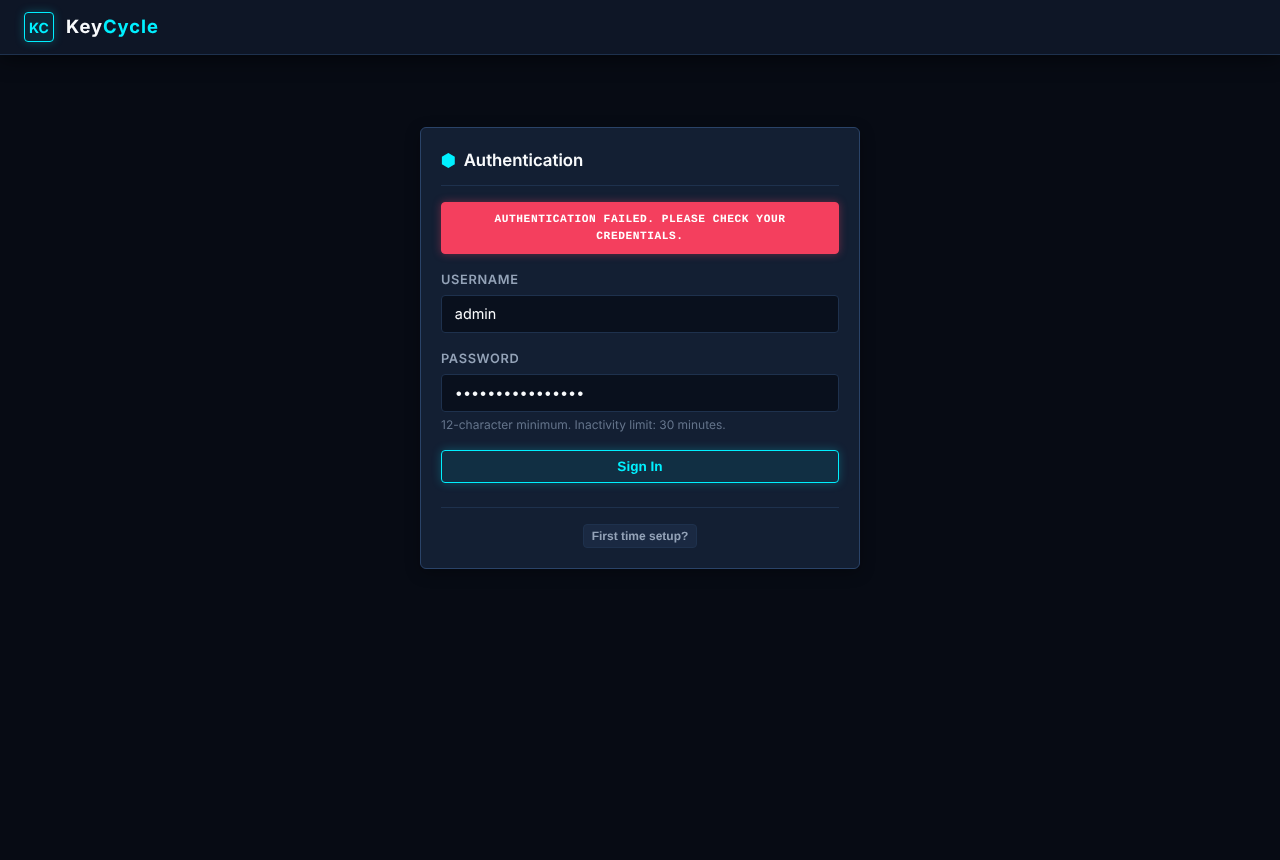 KC KeyCycle
Authentication
AUTHENTICATION FAILED. PLEASE CHECK YOUR
CREDENTIALS.
USERNAME
admin
PASSWORD
••••••••••••••••
12-character minimum. Inactivity limit: 30 minutes.
Sign In
First time setup?